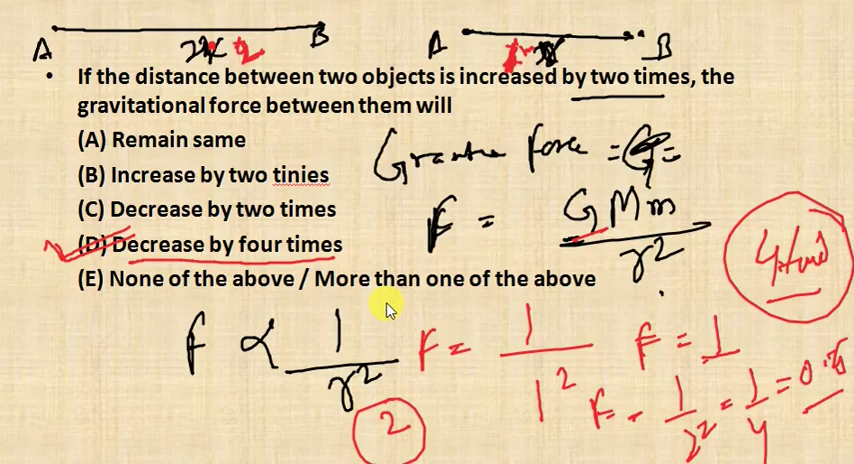 A B A B
• If the distance between two objects is increased by two times, the
gravitational force between them will
(A) Remain same
(B) Increase by two tinies
(C) Decrease by two times
(D) Decrease by four times
(E) None of the above / More than one of the above
force = G =
F = GMm / r²
F ∝ 1 / r²
F = 1 / 1²
F = 1
F = 1 / 2² = 1 / 4 =
2